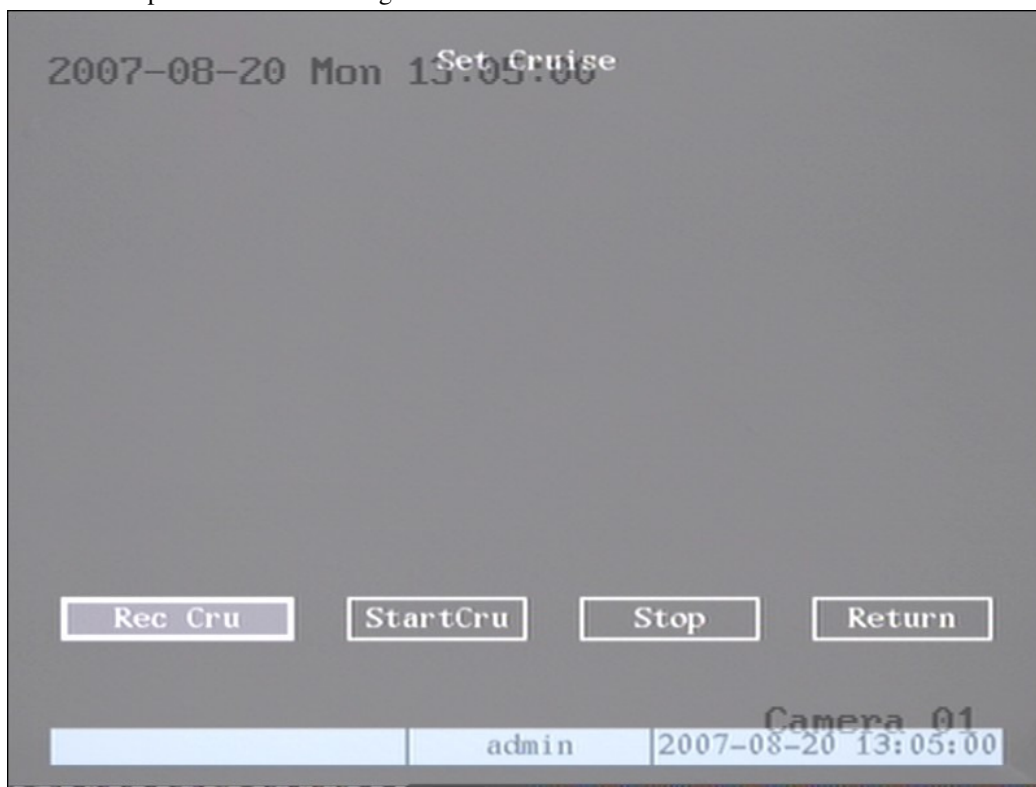 Set Cruise
2007-08-20 Mon 13:05:00
Rec Cru
StartCru
Stop
Return
Camera 01
admin
2007-08-20 13:05:00